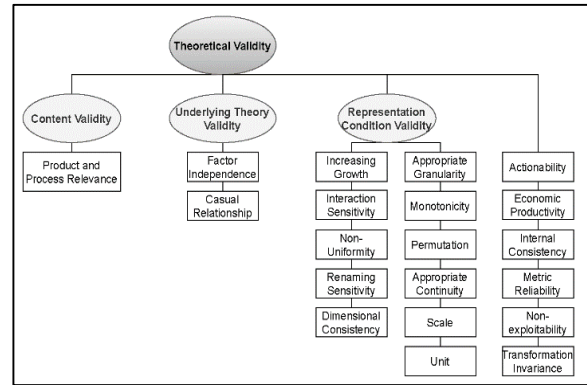 Theoretical Validity
Content Validity
Underlying Theory
Validity
Representation
Condition Validity
Product and
Process Relevance
Factor
Independence
Casual
Relationship
Increasing
Growth
Interaction
Sensitivity
Non-
Uniformity
Renaming
Sensitivity
Dimensional
Consistency
Appropriate
Granularity
Monotonicity
Permutation
Appropriate
Continuity
Scale
Unit
Actionability
Economic
Productivity
Internal
Consistency
Metric
Reliability
Non-
exploitability
Transformation
Invariance